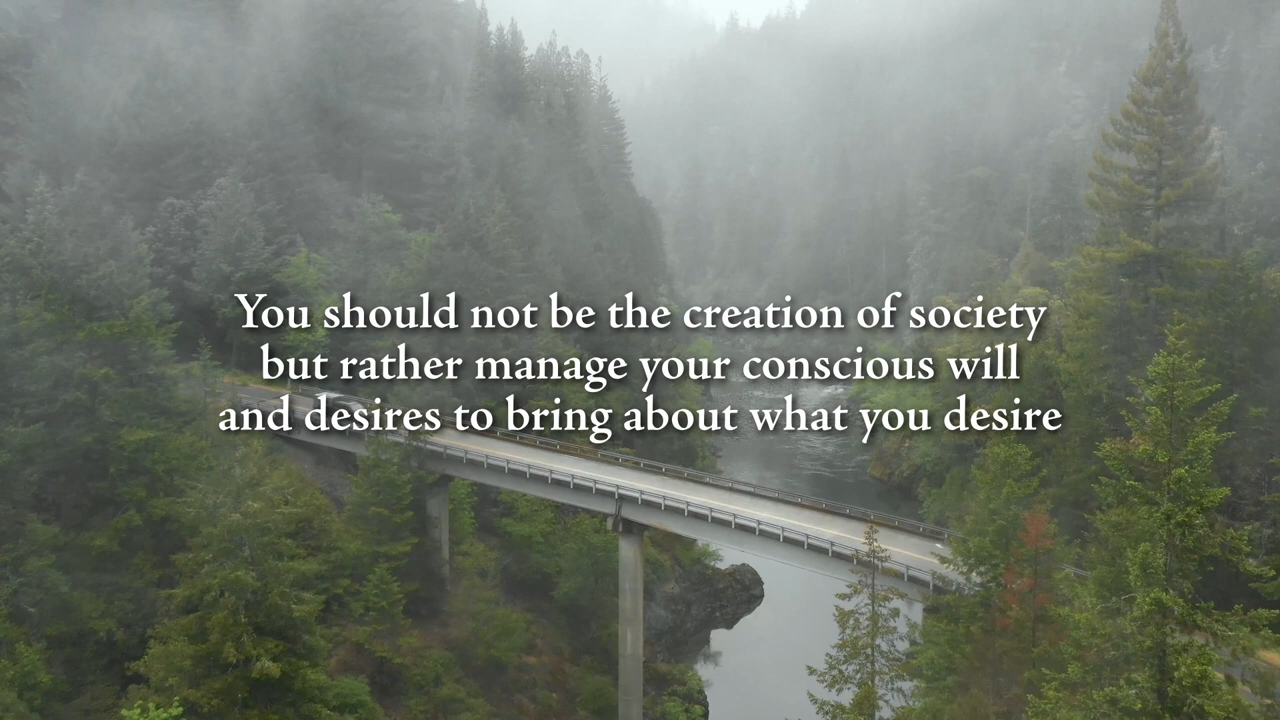 You should not be the creation of society
but rather manage your conscious will
and desires to bring about what you desire